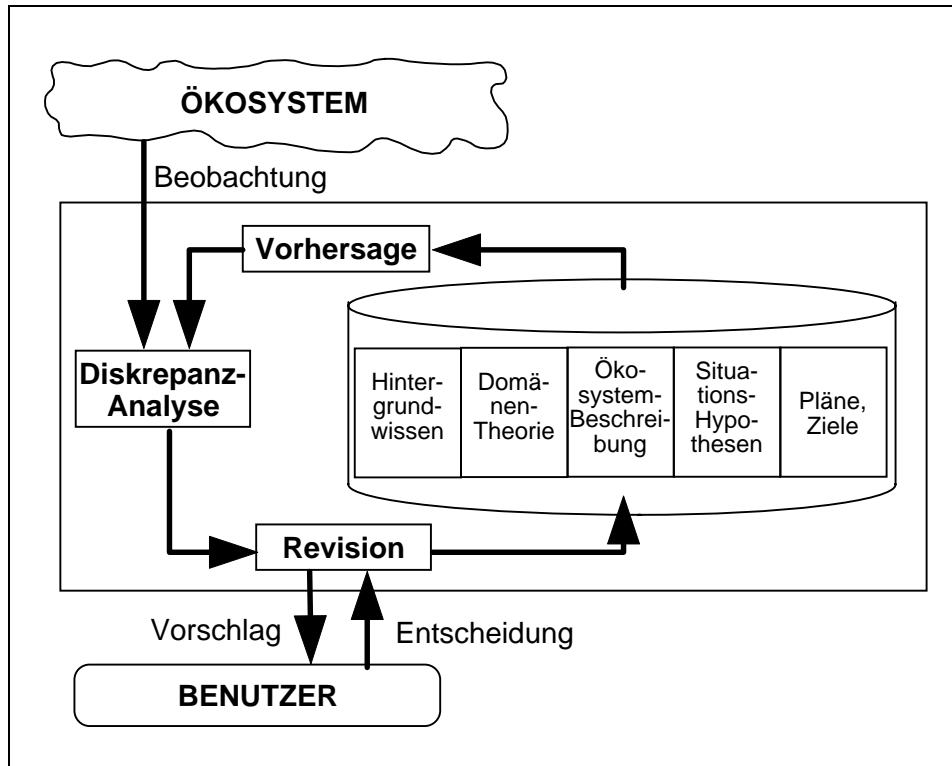 ÖKOSYSTEM
Beobachtung
Vorhersage
Diskrepanz-
Analyse
Hinter-
grund-
wissen
Domä-
nen-
Theorie
Öko-
system-
Beschrei-
bung
Situa-
tions-
Hypo-
thesen
Pläne,
Ziele
Revision
Vorschlag
Entscheidung
BENUTZER